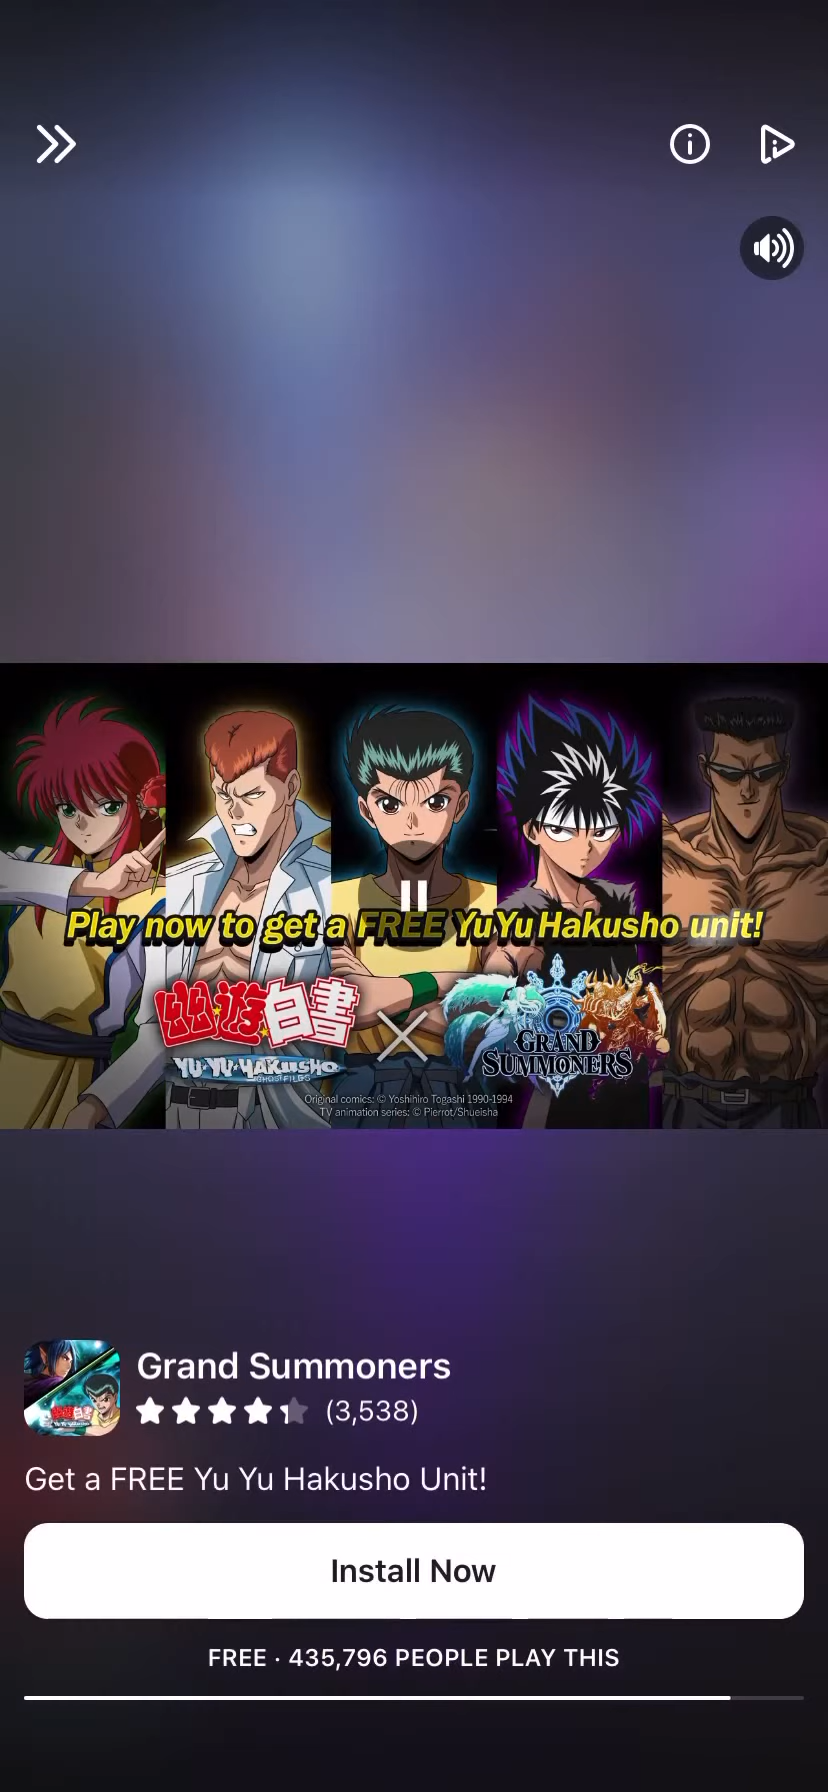 Play now to get a FREE YuYu Hakusho unit!
幽遊白書
YU·YU·HAKUSHO
GHOST FILES
GRAND
SUMMONERS
Original comics: © Yoshihiro Togashi 1990-1994
TV animation series: © Pierrot/Shueisha
Grand Summoners
(3,538)
Get a FREE Yu Yu Hakusho Unit!
Install Now
FREE · 435,796 PEOPLE PLAY THIS